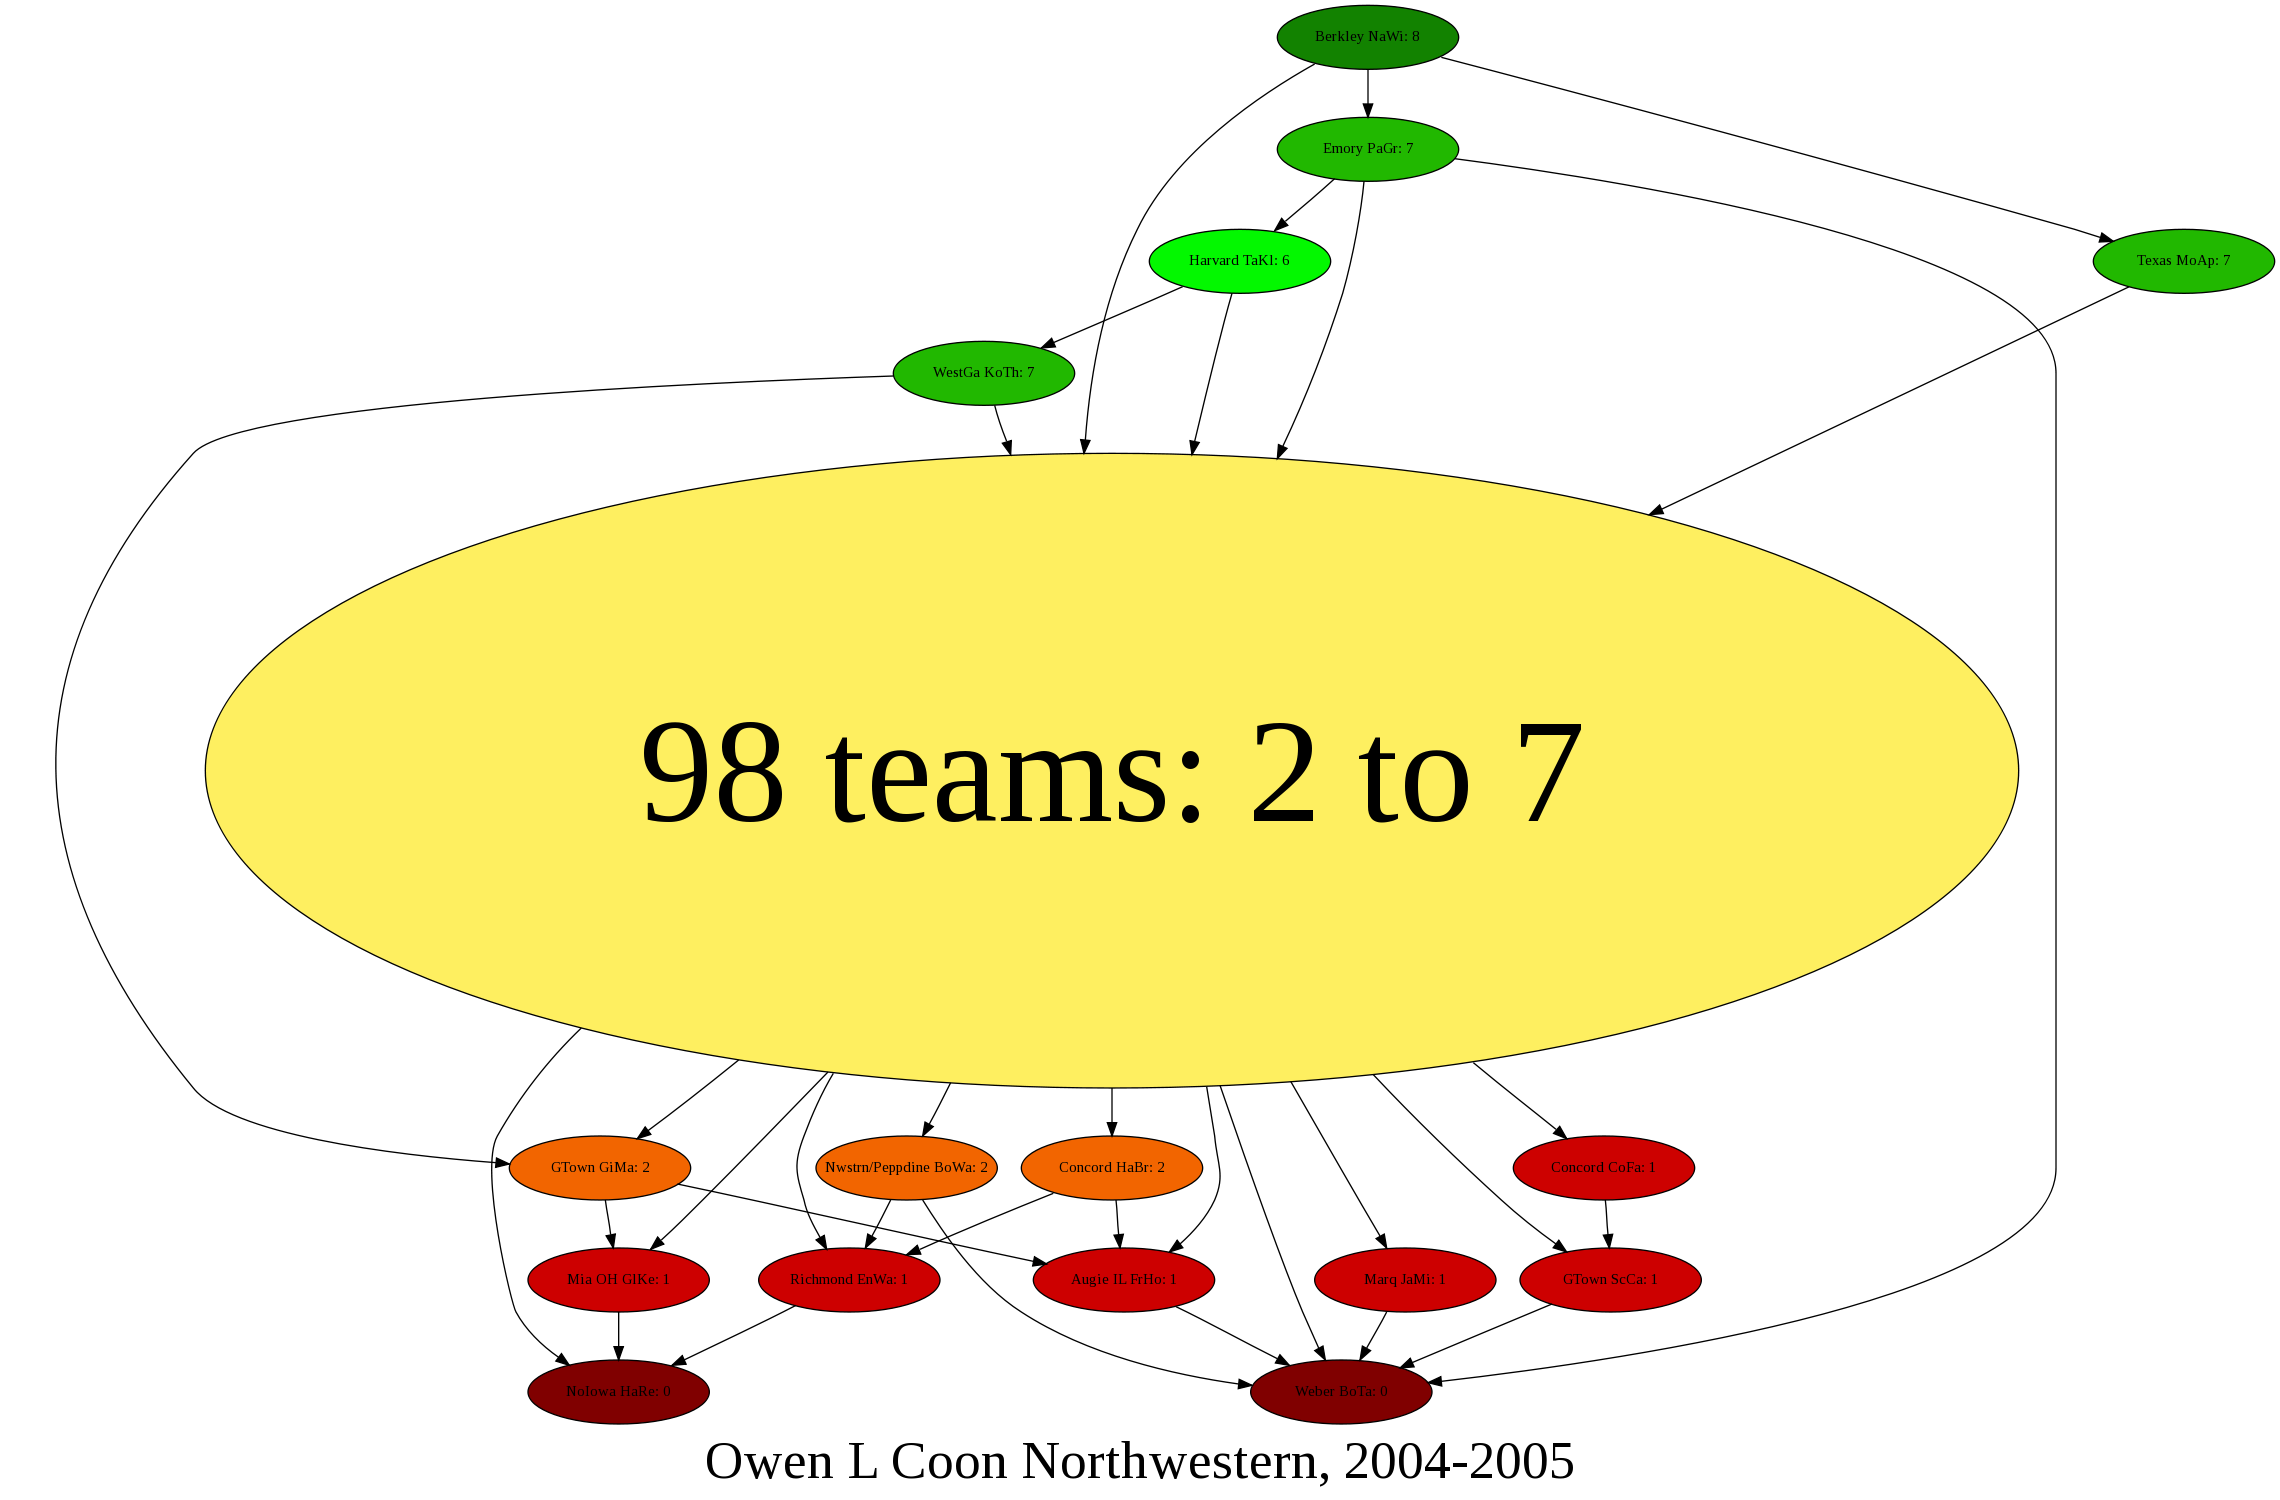 Berkley NaWi: 8
Emory PaGr: 7
Harvard TaKl: 6
Texas MoAp: 7
WestGa KoTh: 7
98 teams: 2 to 7
GTown GiMa: 2
Nwstrn/Peppdine BoWa: 2
Concord HaBr: 2
Concord CoFa: 1
Mia OH GlKe: 1
Richmond EnWa: 1
Augie IL FrHo: 1
Marq JaMi: 1
GTown ScCa: 1
NoIowa HaRe: 0
Weber BoTa: 0
Owen L Coon Northwestern, 2004-2005